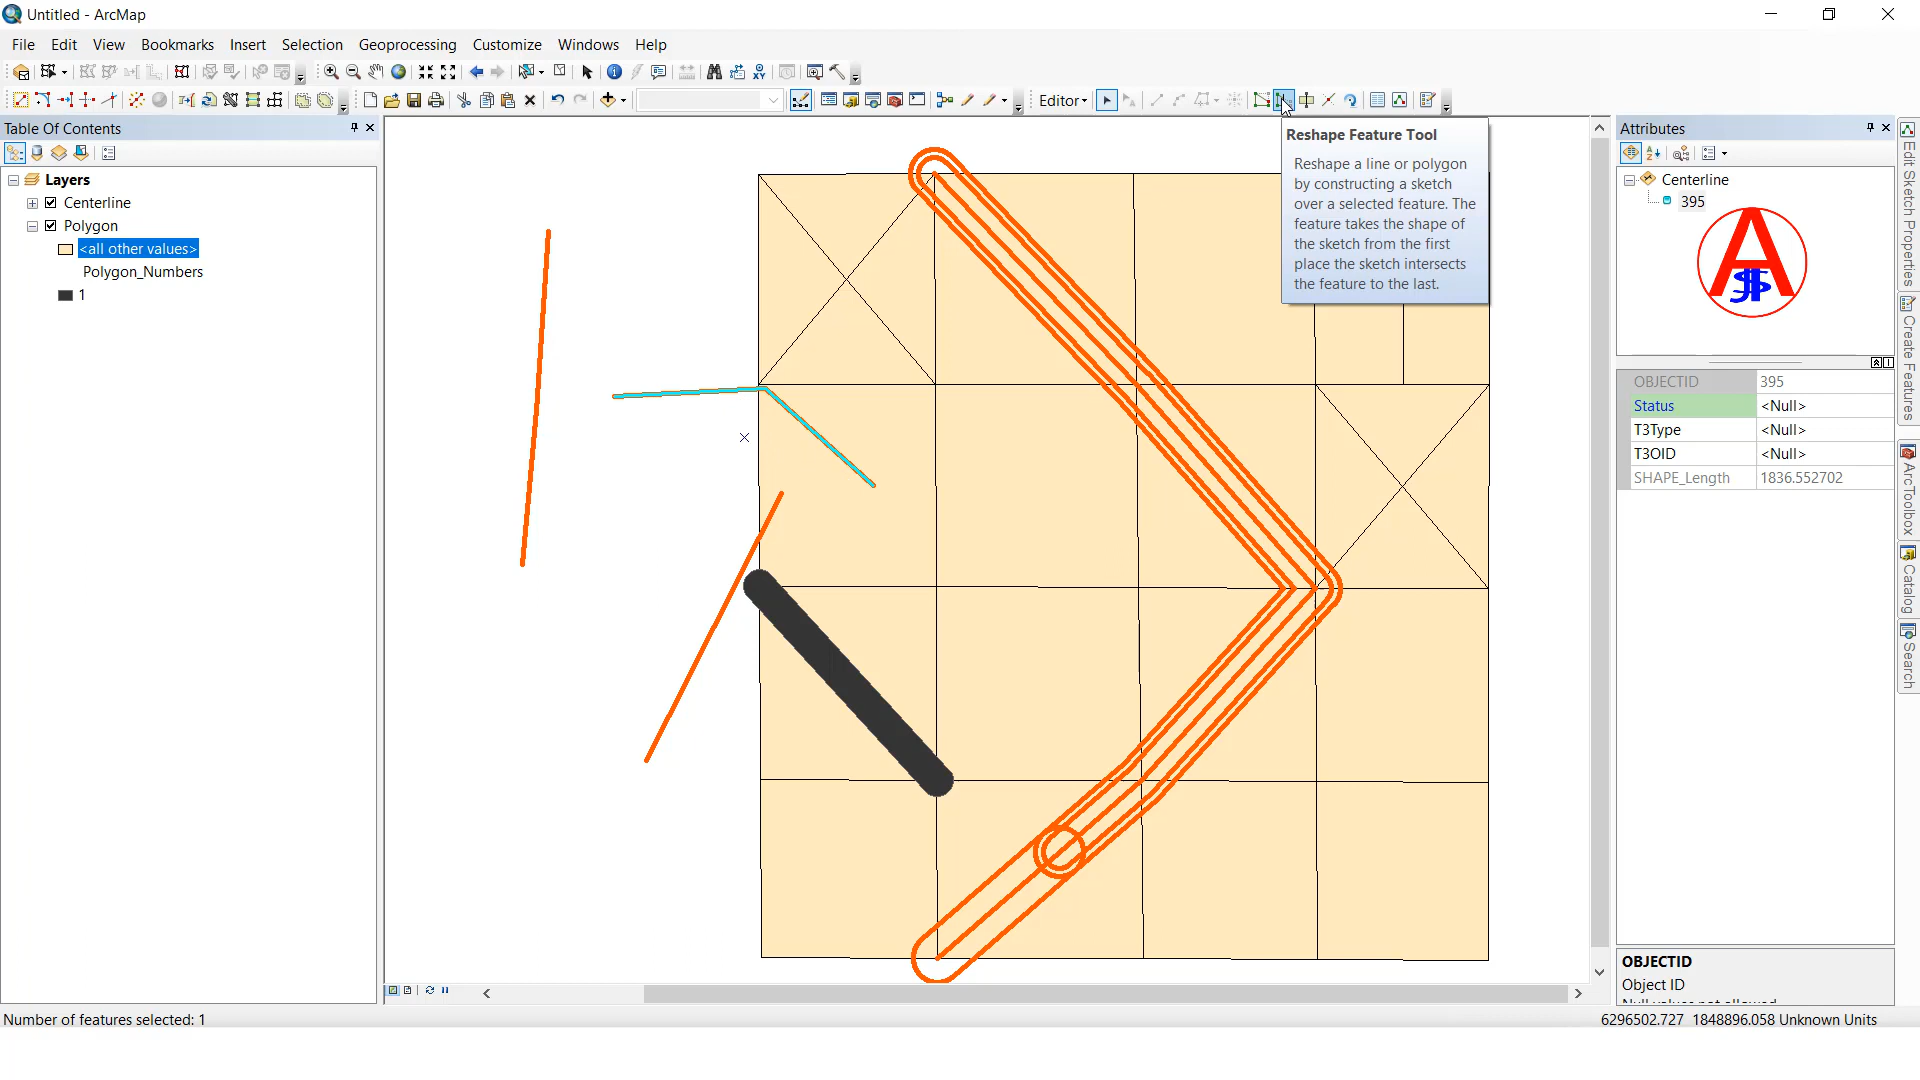 Untitled - ArcMap
File Edit View Bookmarks Insert Selection Geoprocessing Customize Windows Help
Editor
Table Of Contents
Layers
Centerline
Polygon
<all other values>
Polygon_Numbers
1
Reshape Feature Tool
Reshape a line or polygon
by constructing a sketch
over a selected feature. The
feature takes the shape of
the sketch from the first
place the sketch intersects
the feature to the last.
Attributes
Centerline
395
OBJECTID 395
Status <Null>
T3Type <Null>
T3OID <Null>
SHAPE_Length 1836.552702
OBJECTID
Object ID
Null values not allowed
Edit Sketch Properties
Create Features
ArcToolbox
Catalog
Search
Number of features selected: 1
6296502.727 1848896.058 Unknown Units